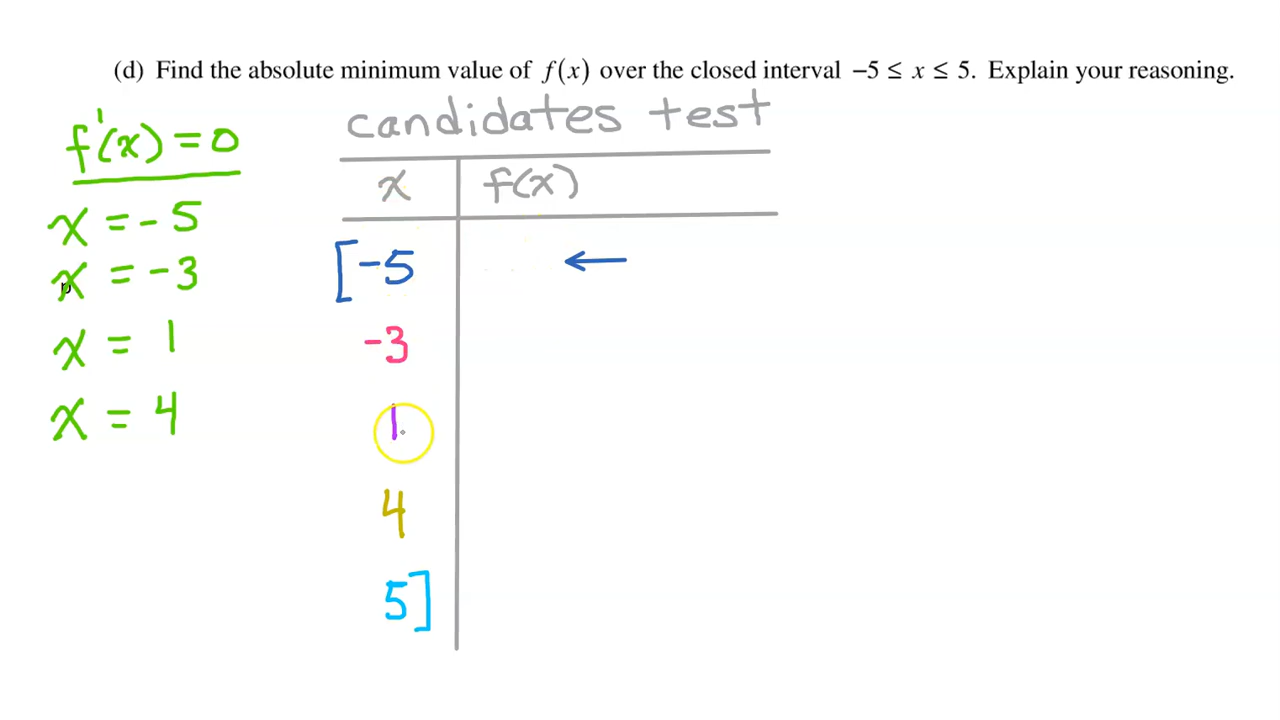 (d) Find the absolute minimum value of f(x) over the closed interval −5 ≤ x ≤ 5. Explain your reasoning.
candidates test
f'(x) = 0
x f(x)
x = -5
[-5 ←
x = -3
-3
x = 1
1
x = 4
4
5]